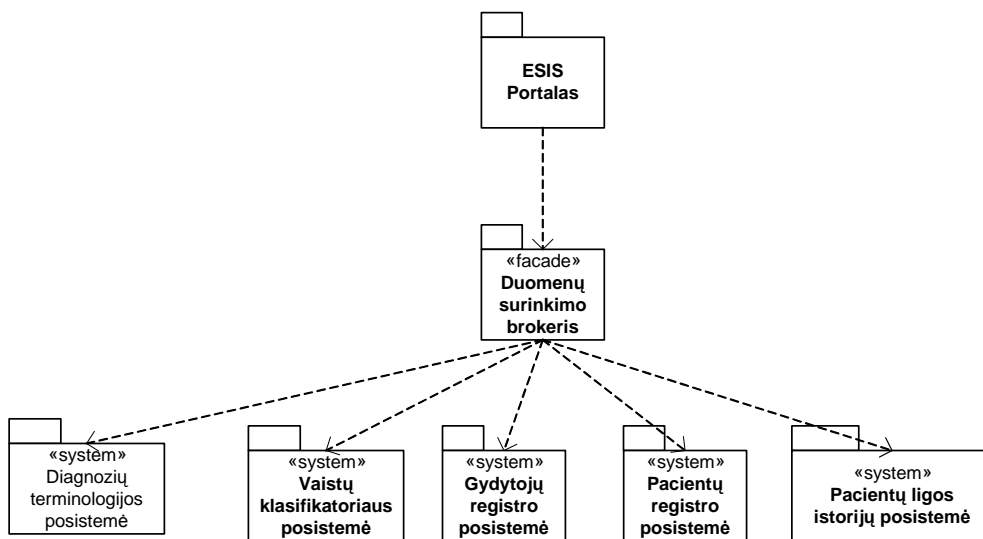 ESIS
Portalas
«facade»
Duomenų
surinkimo
brokeris
«system»
Diagnozių
terminologijos
posistemė
«system»
Vaistų
klasifikatoriaus
posistemė
«system»
Gydytojų
registro
posistemė
«system»
Pacientų
registro
posistemė
«system»
Pacientų ligos
istorijų posistemė